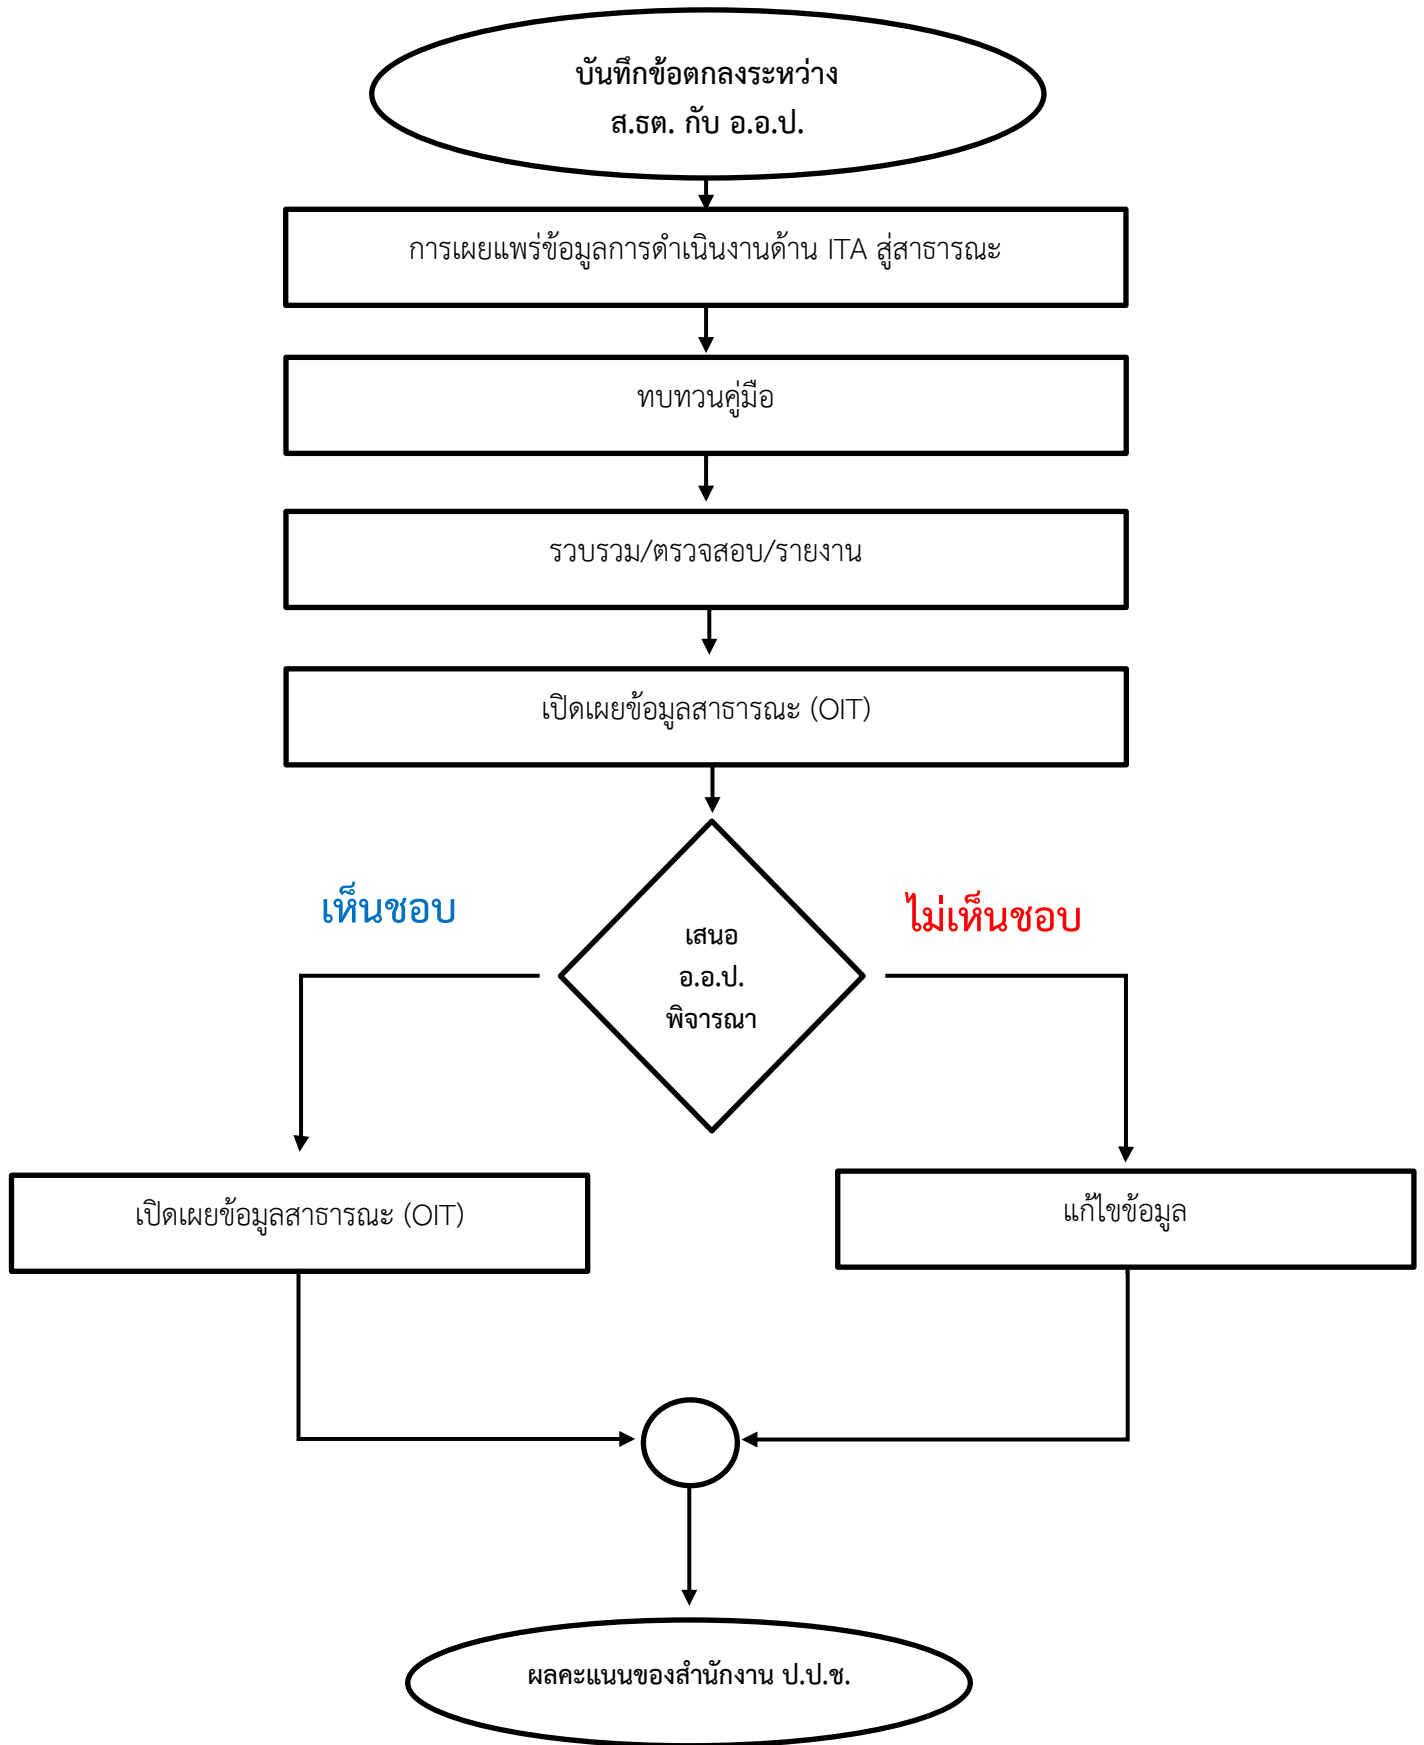 บันทึกข้อตกลงระหว่าง
ส.ธต. กับ อ.อ.ป.
การเผยแพร่ข้อมูลการดำเนินงานด้าน ITA สู่สาธารณะ
ทบทวนคู่มือ
รวบรวม/ตรวจสอบ/รายงาน
เปิดเผยข้อมูลสาธารณะ (OIT)
เห็นชอบ
ไม่เห็นชอบ
เสนอ
อ.อ.ป.
พิจารณา
เปิดเผยข้อมูลสาธารณะ (OIT)
แก้ไขข้อมูล
ผลคะแนนของสำนักงาน ป.ป.ช.